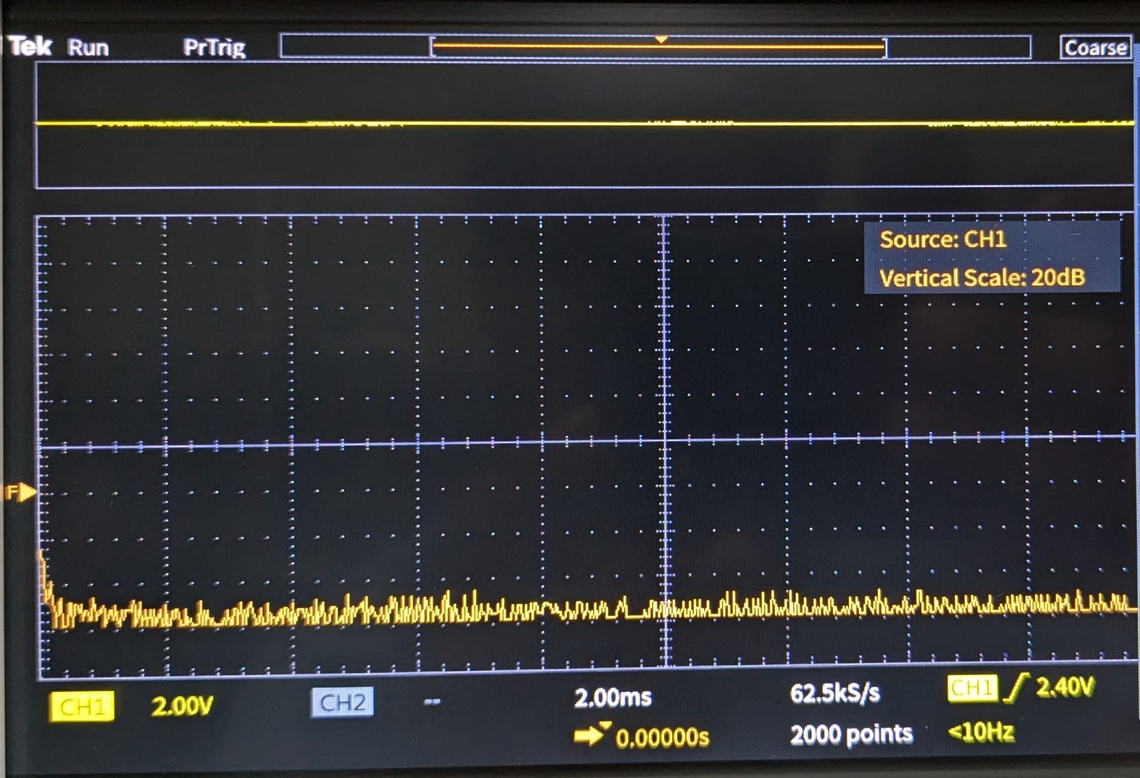 Tek Run PrTrig Coarse
Source: CH1
Vertical Scale: 20dB
F
CH1 2.00V CH2 -- 2.00ms 62.5kS/s CH1 2.40V
0.00000s 2000 points <10Hz